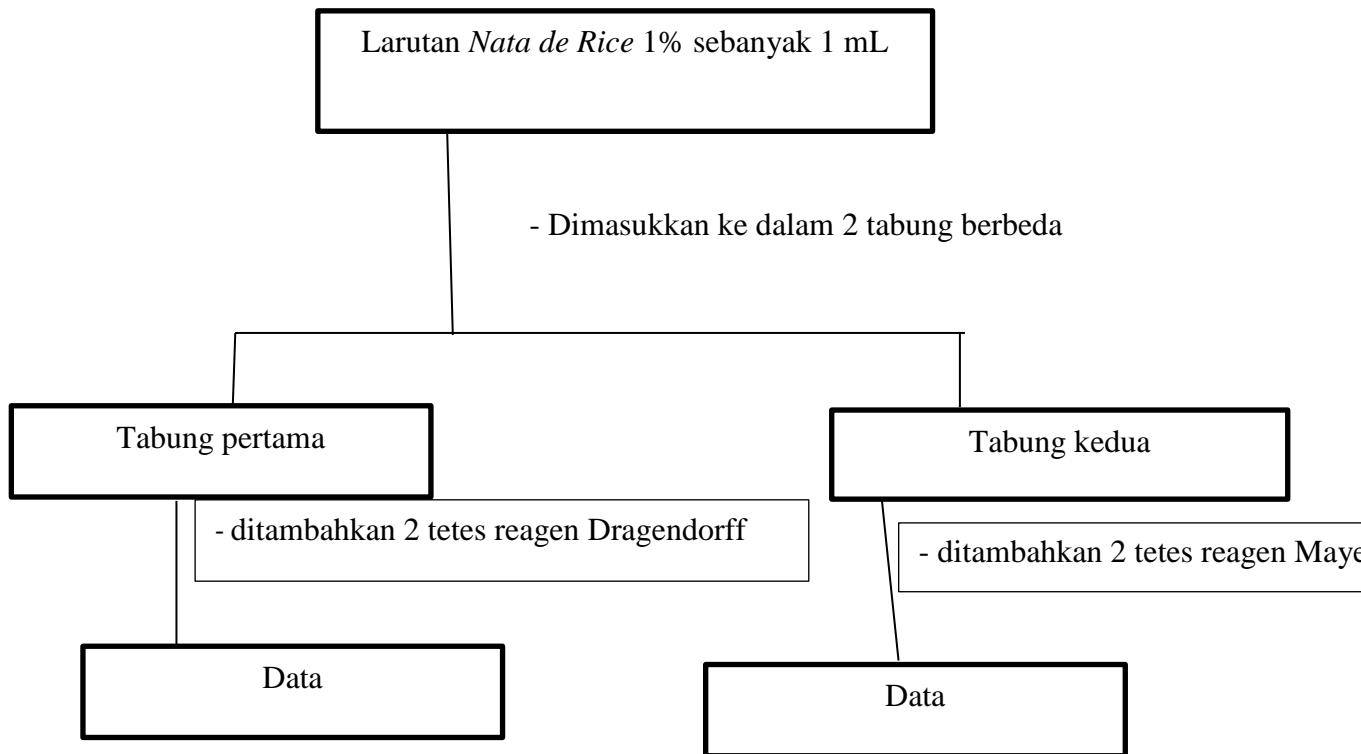 Larutan Nata de Rice 1% sebanyak 1 mL
- Dimasukkan ke dalam 2 tabung berbeda
Tabung pertama
Tabung kedua
- ditambahkan 2 tetes reagen Dragendorff
- ditambahkan 2 tetes reagen Maye
Data
Data